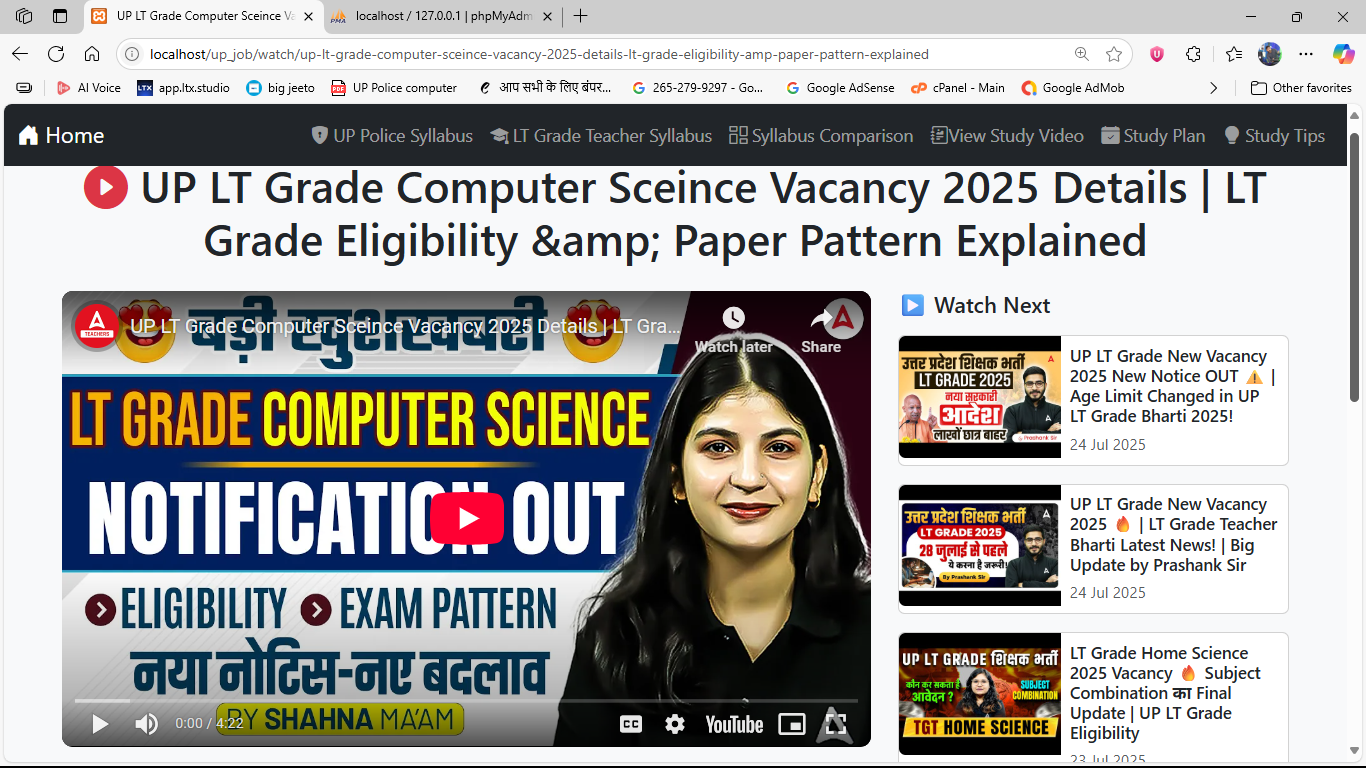 UP LT Grade Computer Sceince Va
localhost / 127.0.0.1 | phpMyAdm
localhost/up_job/watch/up-lt-grade-computer-sceince-vacancy-2025-details-lt-grade-eligibility-amp-paper-pattern-explained
AI Voice
LTX app.ltx.studio
big jeeto
PDF UP Police computer
आप सभी के लिए बंपर...
265-279-9297 - Go...
Google AdSense
cPanel - Main
Google AdMob
Other favorites
Home
UP Police Syllabus
LT Grade Teacher Syllabus
Syllabus Comparison
View Study Video
Study Plan
Study Tips
UP LT Grade Computer Sceince Vacancy 2025 Details | LT
Grade Eligibility &amp;amp; Paper Pattern Explained
बड़ी खुशखबरी
A TEACHERS
UP LT Grade Computer Sceince Vacancy 2025 Details | LT Gra...
Watch later
Share
LT GRADE COMPUTER SCIENCE
NOTIFICATION OUT
ELIGIBILITY
EXAM PATTERN
नया नोटिस-नए बदलाव
BY SHAHNA MA'AM
0:00 / 4:22
CC
YouTube
Watch Next
उत्तर प्रदेश शिक्षक भर्ती
LT GRADE 2025
नया सरकारी
आदेश
लाखों छात्र बाहर
Prashank Sir
UP LT Grade New Vacancy
2025 New Notice OUT ⚠️ |
Age Limit Changed in UP
LT Grade Bharti 2025!
24 Jul 2025
उत्तर प्रदेश शिक्षक भर्ती
LT GRADE 2025
28 जुलाई से पहले
ये करना है जरूरी!
By Prashank Sir
UP LT Grade New Vacancy
2025 🔥 | LT Grade Teacher
Bharti Latest News! | Big
Update by Prashank Sir
24 Jul 2025
UP LT GRADE शिक्षक भर्ती
कौन कर सकता है
आवेदन ?
SUBJECT
COMBINATION
TGT HOME SCIENCE
LT Grade Home Science
2025 Vacancy 🔥 Subject
Combination का Final
Update | UP LT Grade
Eligibility
23 Jul 2025